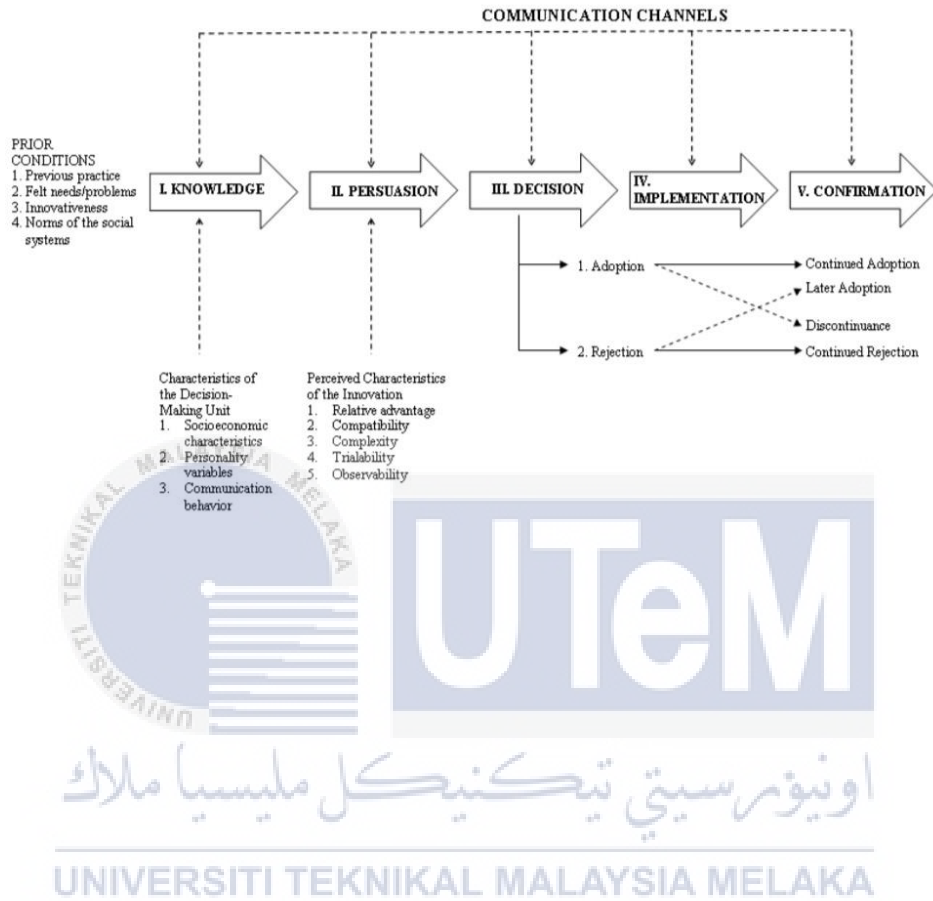 COMMUNICATION CHANNELS
PRIOR
CONDITIONS
1. Previous practice
2. Felt needs/problems
3. Innovativeness
4. Norms of the social
systems
I. KNOWLEDGE
II. PERSUASION
III. DECISION
IV.
IMPLEMENTATION
V. CONFIRMATION
1. Adoption
Continued Adoption
Later Adoption
Discontinuance
2. Rejection
Continued Rejection
Characteristics of
the Decision-
Making Unit
1. Socioeconomic
characteristics
2. Personality
variables
3. Communication
behavior
Perceived Characteristics
of the Innovation
1. Relative advantage
2. Compatibility
3. Complexity
4. Trialability
5. Observability
UNIVERSITI TEKNIKAL MALAYSIA MELAKA
UTeM
اونيۏرسيتي تيكنيكل مليسيا ملاك
UNIVERSITI TEKNIKAL MALAYSIA MELAKA